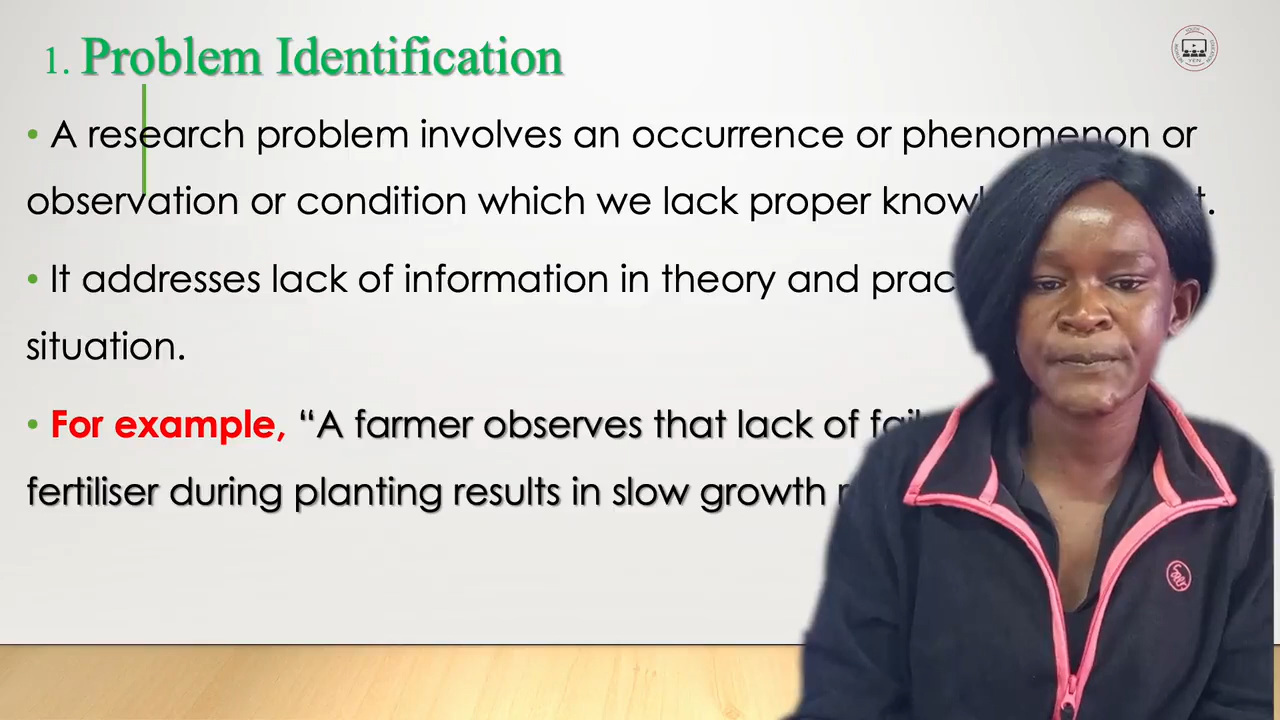 1. Problem Identification
• A research problem involves an occurrence or phenomenon or
observation or condition which we lack proper
• It addresses lack of information in theory and
situation.
• For example, “A farmer observes that lack of
fertiliser during planting results in slow growth
YEN